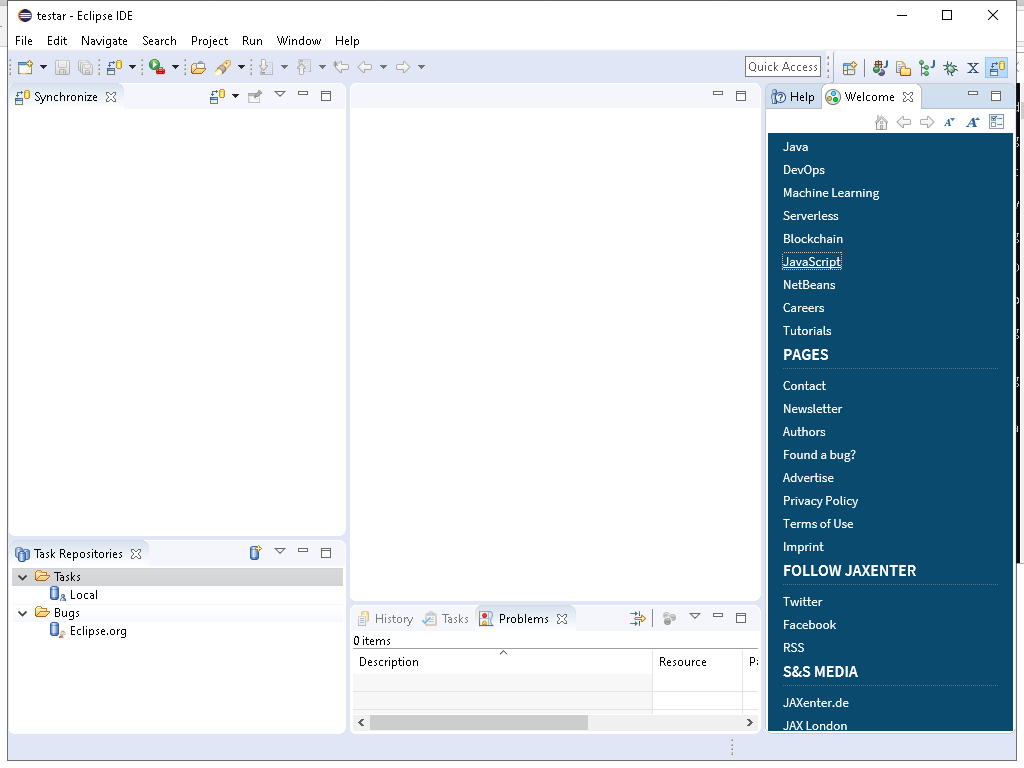 testar - Eclipse IDE
File Edit Navigate Search Project Run Window Help
Quick Access
Synchronize
Help Welcome
Java
DevOps
Machine Learning
Serverless
Blockchain
JavaScript
NetBeans
Careers
Tutorials
PAGES
Contact
Newsletter
Authors
Found a bug?
Advertise
Privacy Policy
Terms of Use
Imprint
FOLLOW JAXENTER
Twitter
Facebook
RSS
S&S MEDIA
JAXenter.de
JAX London
Task Repositories
Tasks
Local
Bugs
Eclipse.org
History Tasks Problems
0 items
Description Resource